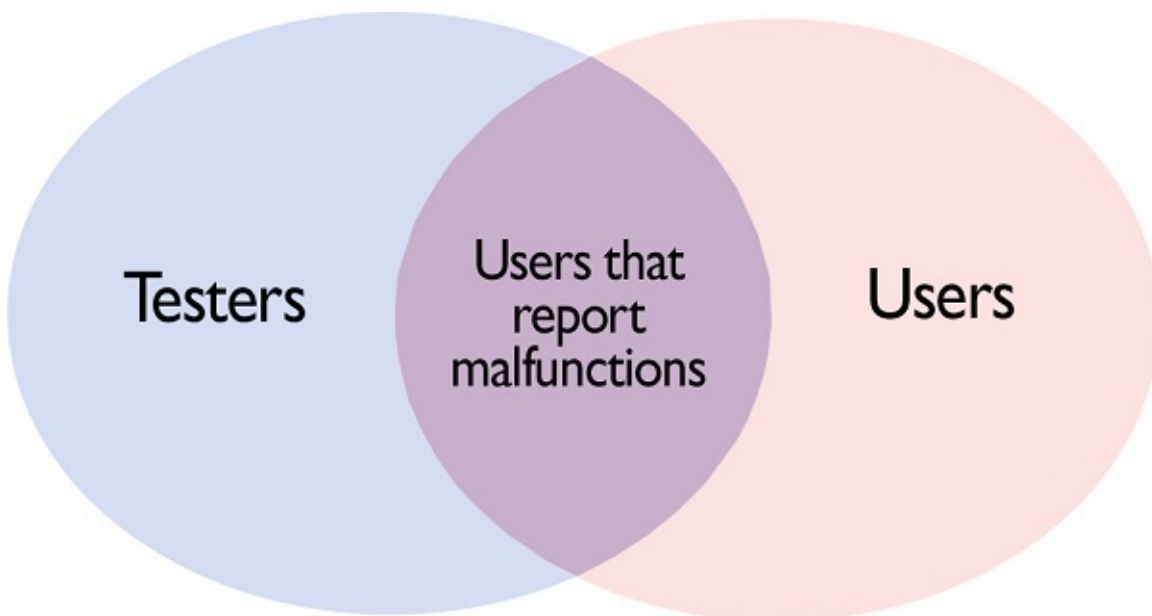 Testers
Users that
report
malfunctions
Users